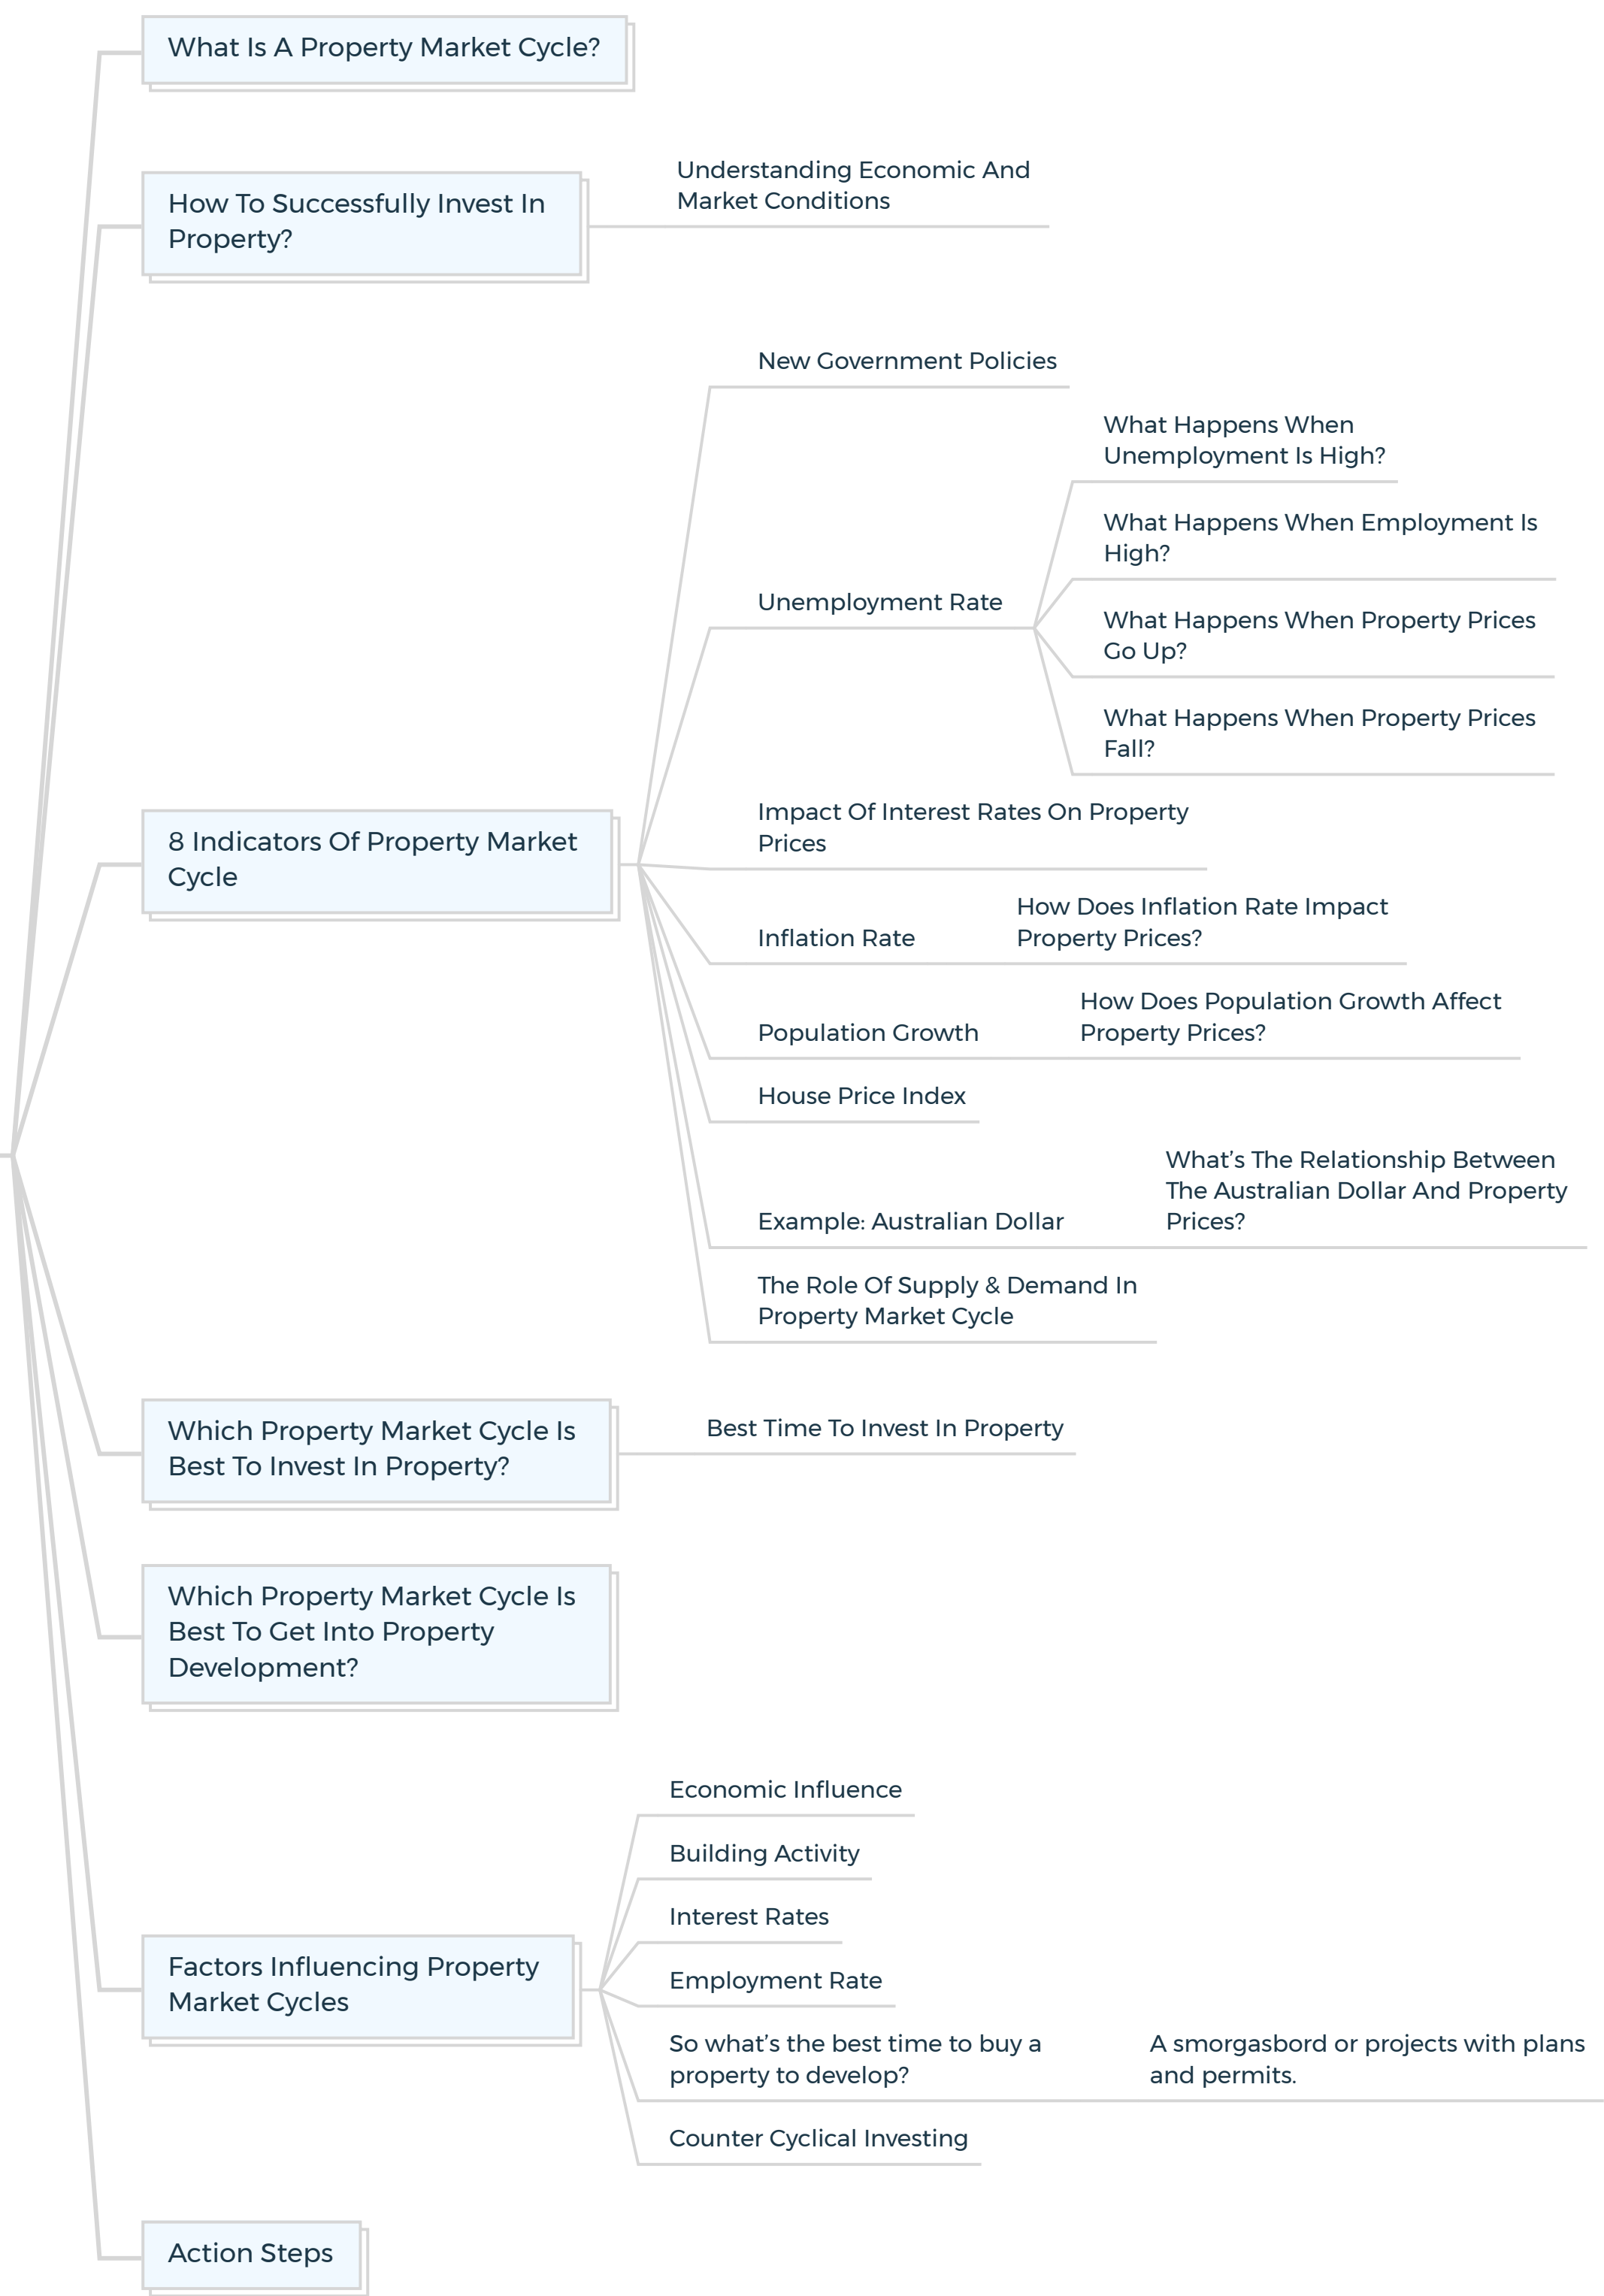 What Is A Property Market Cycle?
How To Successfully Invest In
Property?
Understanding Economic And
Market Conditions
8 Indicators Of Property Market
Cycle
New Government Policies
Unemployment Rate
What Happens When
Unemployment Is High?
What Happens When Employment Is
High?
What Happens When Property Prices
Go Up?
What Happens When Property Prices
Fall?
Impact Of Interest Rates On Property
Prices
Inflation Rate
How Does Inflation Rate Impact
Property Prices?
Population Growth
How Does Population Growth Affect
Property Prices?
House Price Index
Example: Australian Dollar
What’s The Relationship Between
The Australian Dollar And Property
Prices?
The Role Of Supply & Demand In
Property Market Cycle
Which Property Market Cycle Is
Best To Invest In Property?
Best Time To Invest In Property
Which Property Market Cycle Is
Best To Get Into Property
Development?
Factors Influencing Property
Market Cycles
Economic Influence
Building Activity
Interest Rates
Employment Rate
So what’s the best time to buy a
property to develop?
A smorgasbord or projects with plans
and permits.
Counter Cyclical Investing
Action Steps